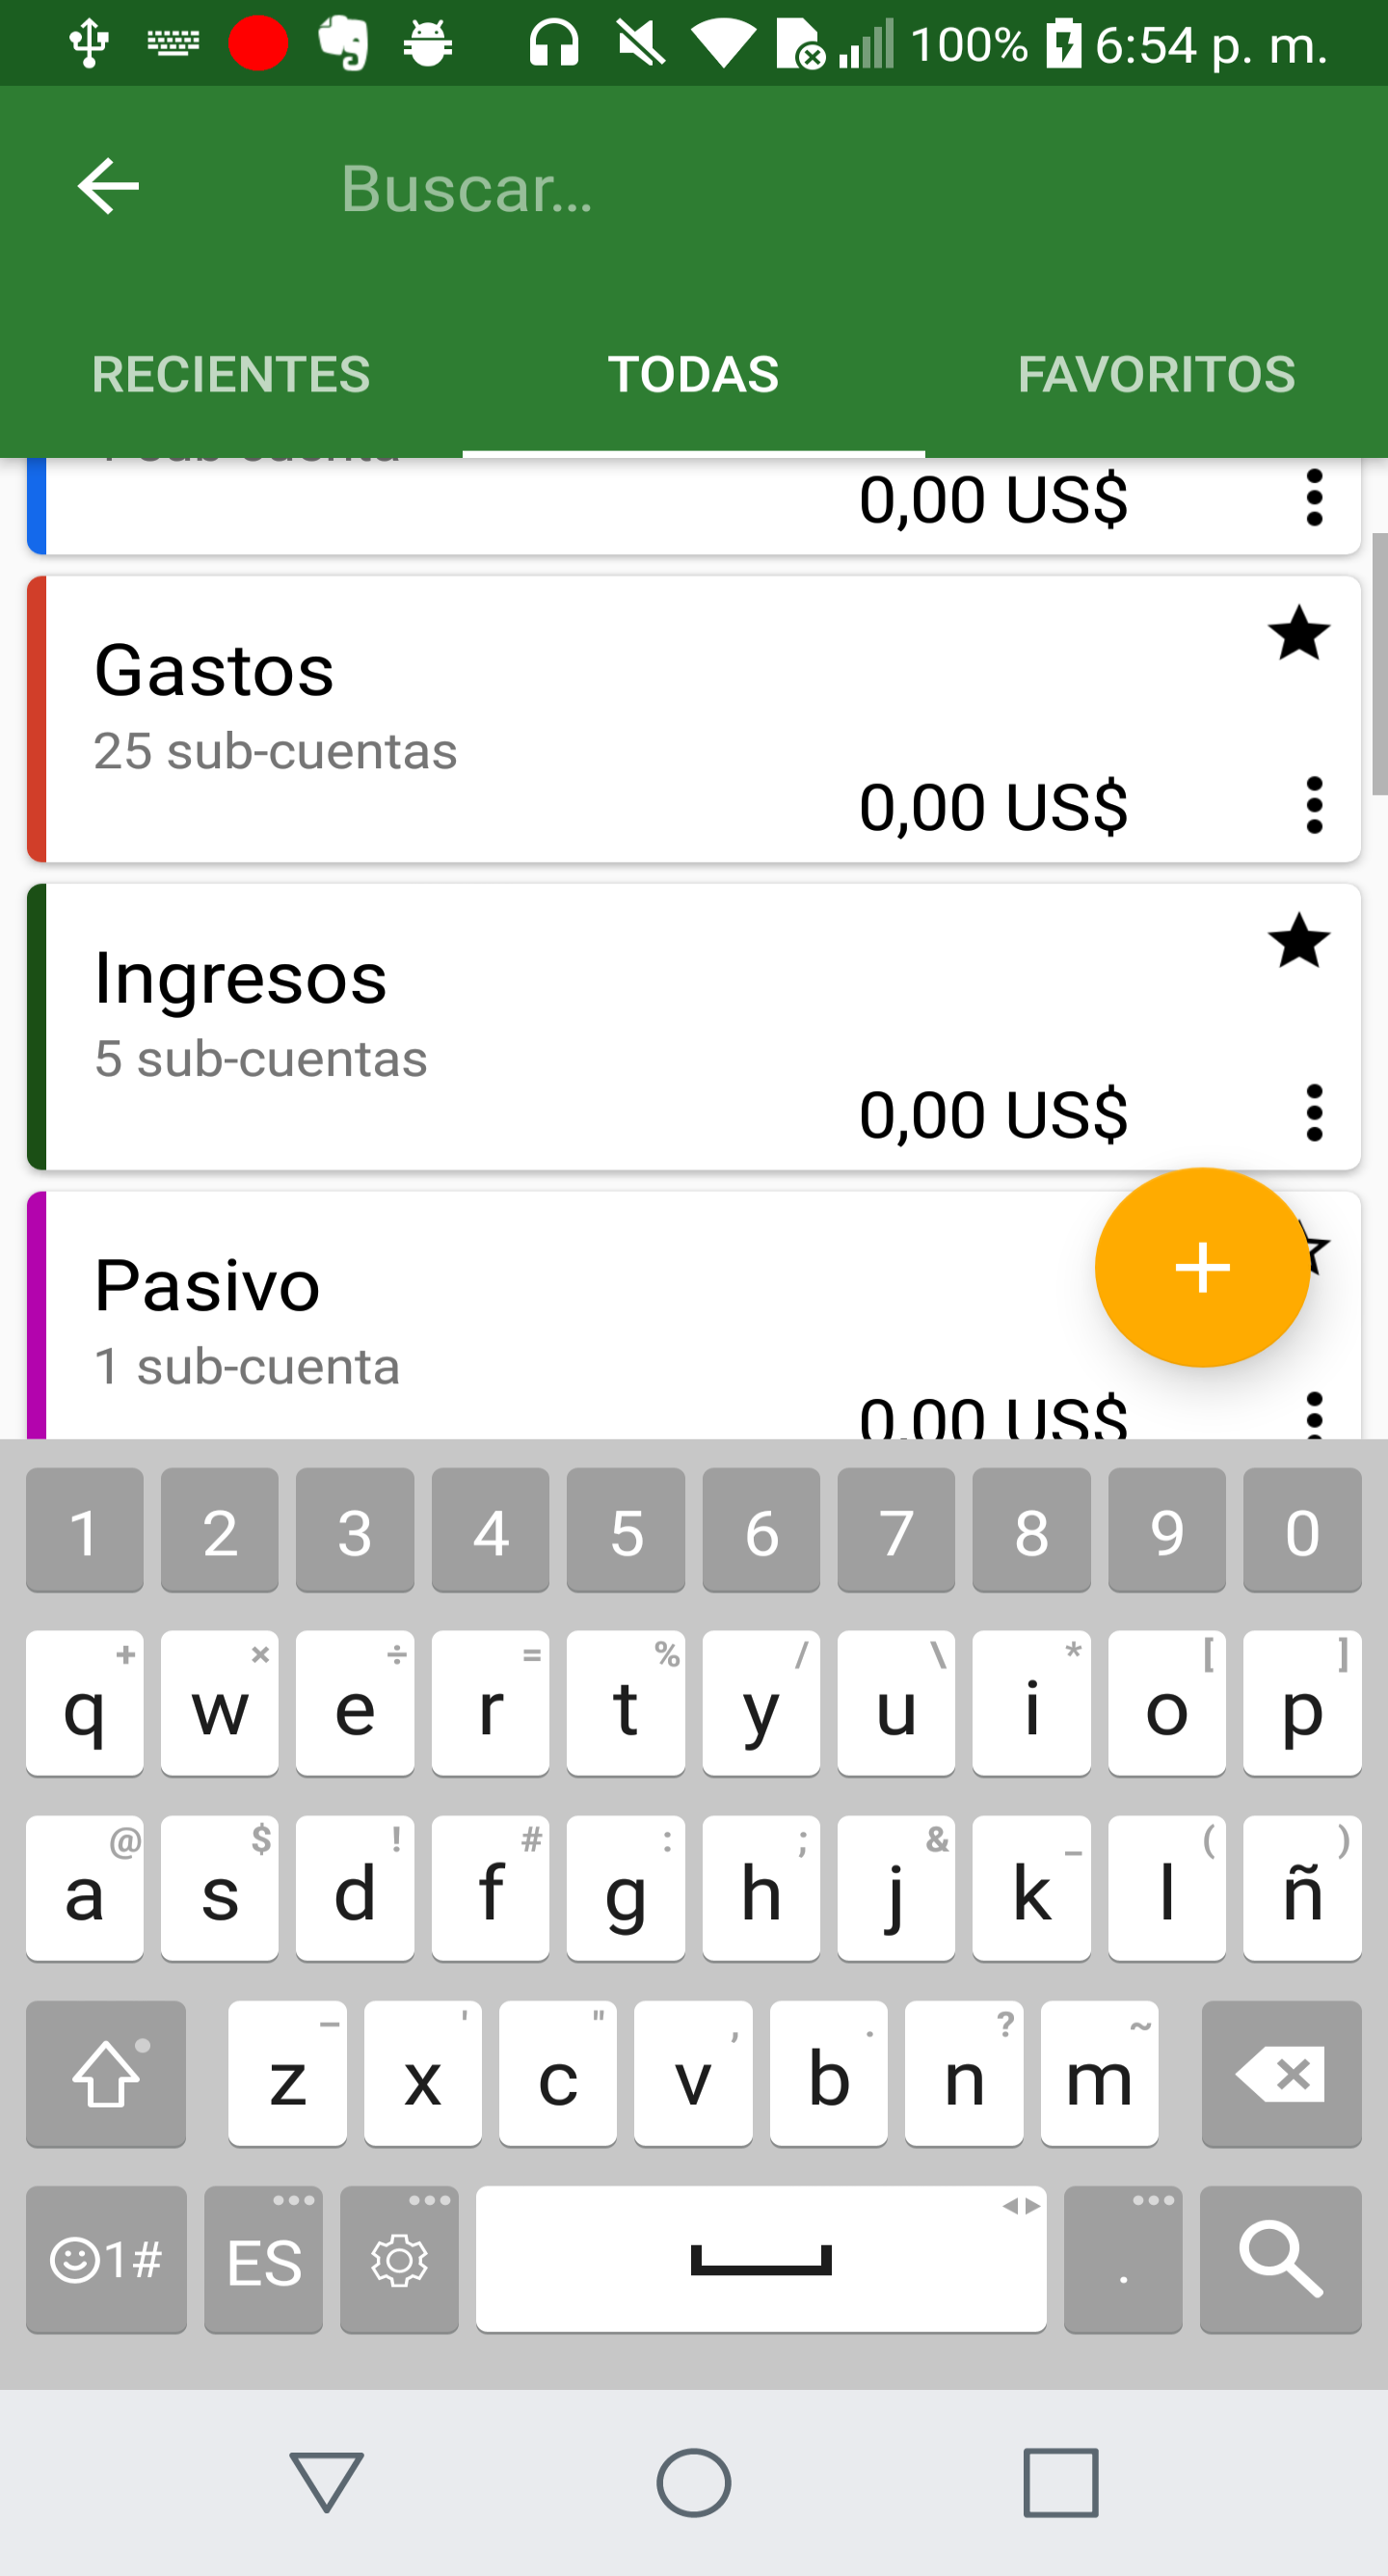 100% 6:54 p. m.
Buscar...
RECIENTES TODAS FAVORITOS
0,00 US$
Gastos
25 sub-cuentas
0,00 US$
Ingresos
5 sub-cuentas
0,00 US$
Pasivo
1 sub-cuenta
0,00 US$
1 2 3 4 5 6 7 8 9 0
+ × ÷ = % / \ * [ ]
q w e r t y u i o p
@ $ ! # : ; & _ ( )
a s d f g h j k l ñ
– ' " , . ? ~
z x c v b n m
1# ES .